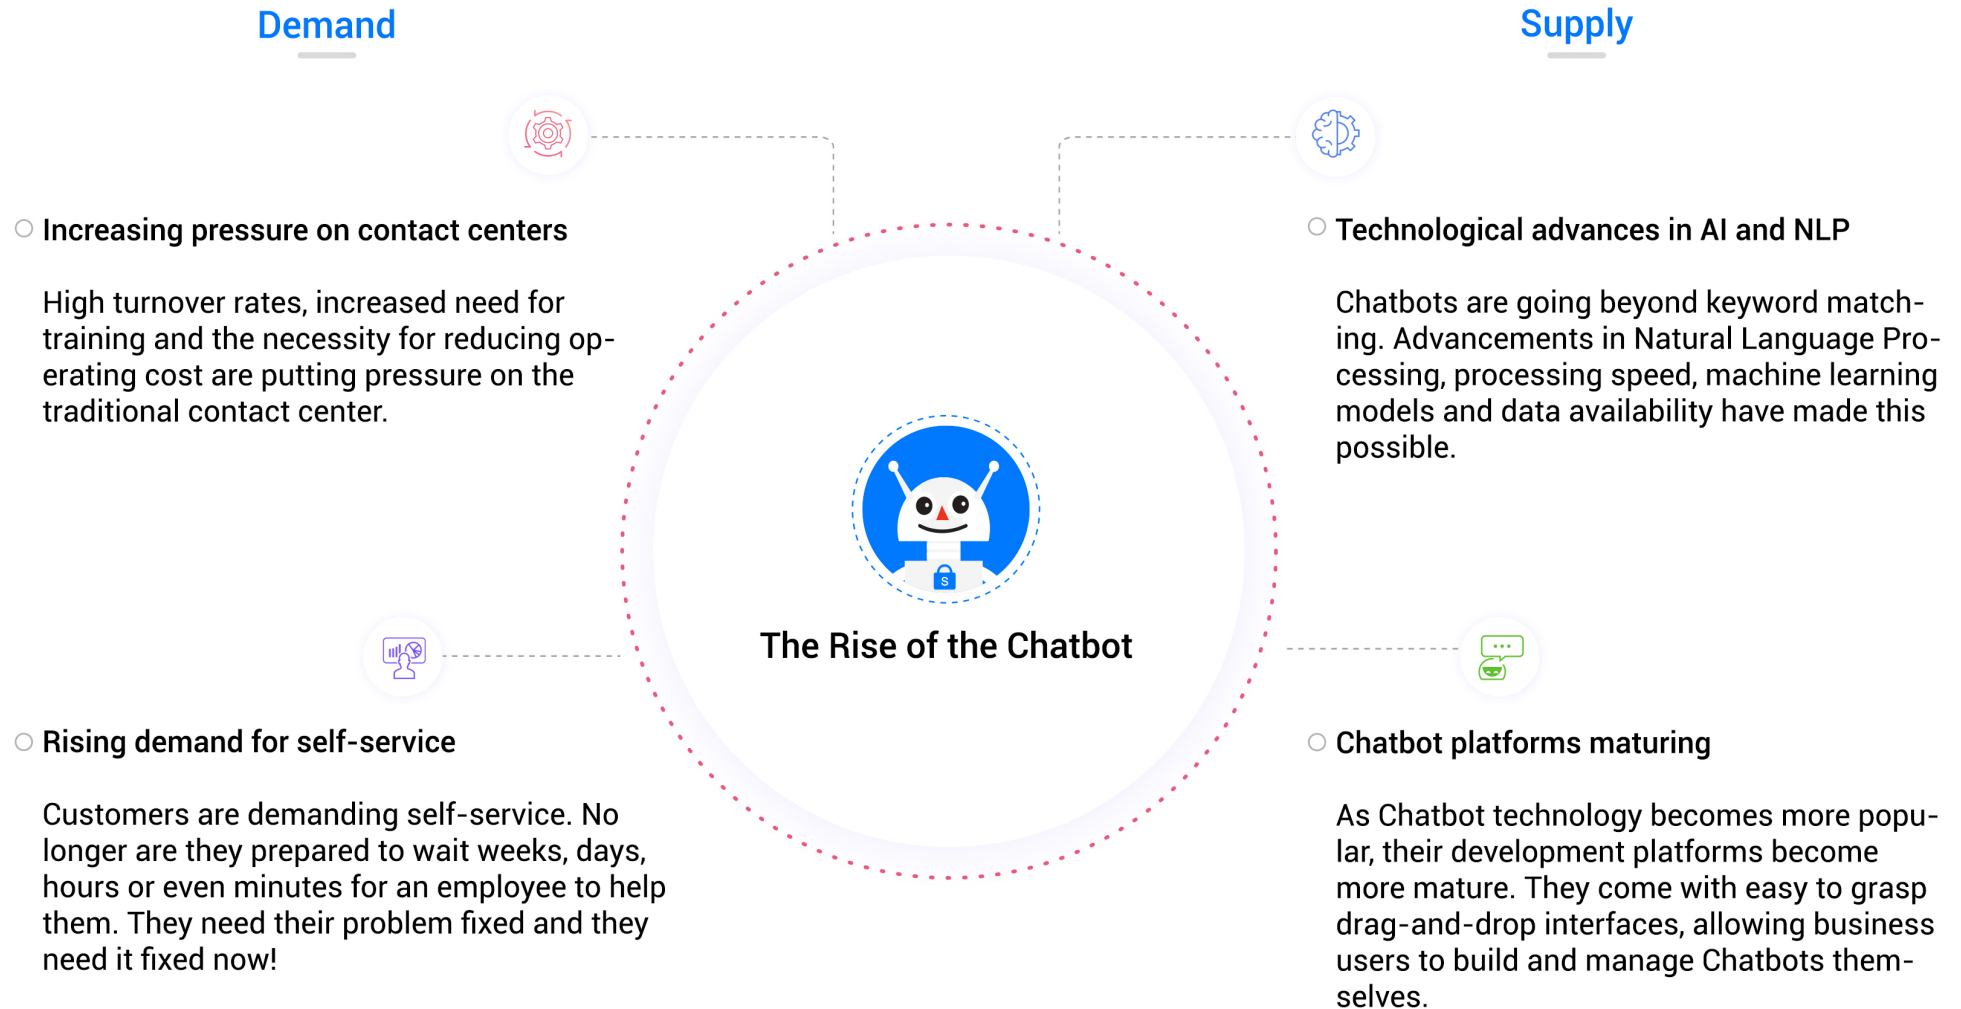 Demand
Increasing pressure on contact centers
High turnover rates, increased need for
training and the necessity for reducing op-
erating cost are putting pressure on the
traditional contact center.
Rising demand for self-service
Customers are demanding self-service. No
longer are they prepared to wait weeks, days,
hours or even minutes for an employee to help
them. They need their problem fixed and they
need it fixed now!
S
The Rise of the Chatbot
Supply
Technological advances in AI and NLP
Chatbots are going beyond keyword match-
ing. Advancements in Natural Language Pro-
cessing, processing speed, machine learning
models and data availability have made this
possible.
Chatbot platforms maturing
As Chatbot technology becomes more popu-
lar, their development platforms become
more mature. They come with easy to grasp
drag-and-drop interfaces, allowing business
users to build and manage Chatbots them-
selves.